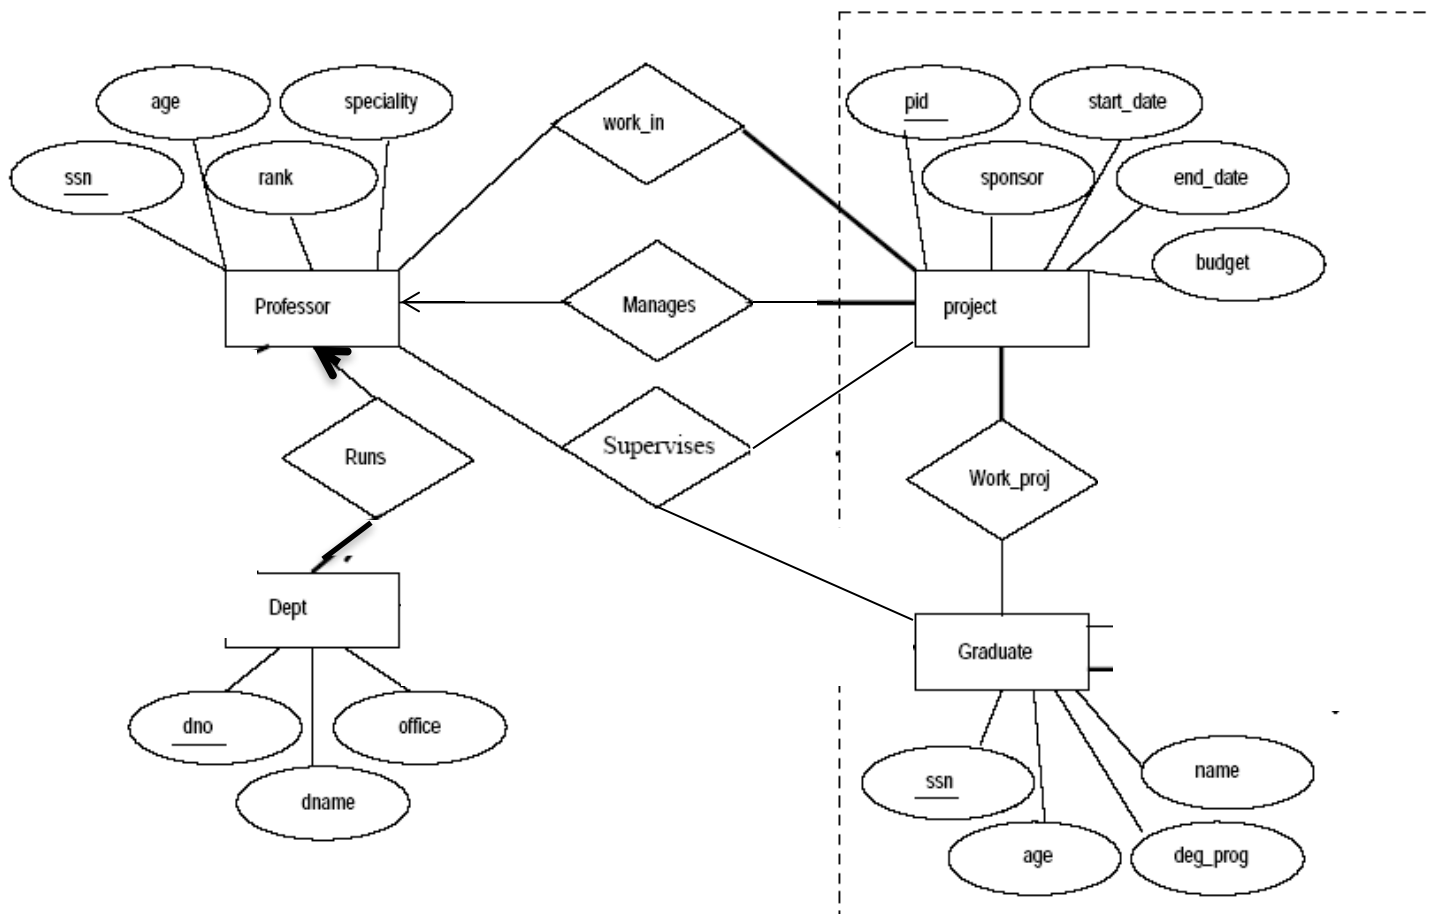 age
speciality
ssn
rank
work_in
pid
start_date
sponsor
end_date
budget
Professor
Manages
project
Runs
Supervises
Work_proj
Dept
Graduate
dno
office
dname
ssn
name
age
deg_prog